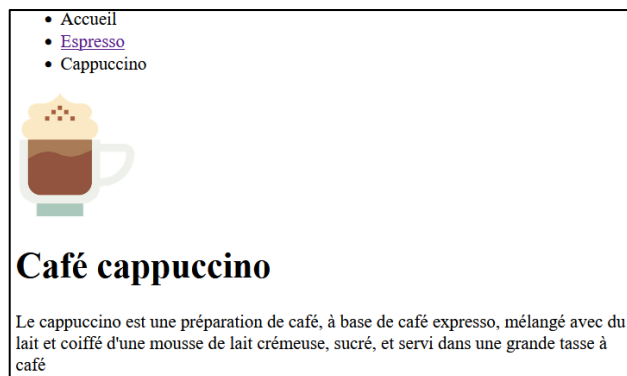 Accueil
Espresso
Cappuccino
Café cappuccino
Le cappuccino est une préparation de café, à base de café expresso, mélangé avec du
lait et coiffé d'une mousse de lait crémeuse, sucré, et servi dans une grande tasse à
café